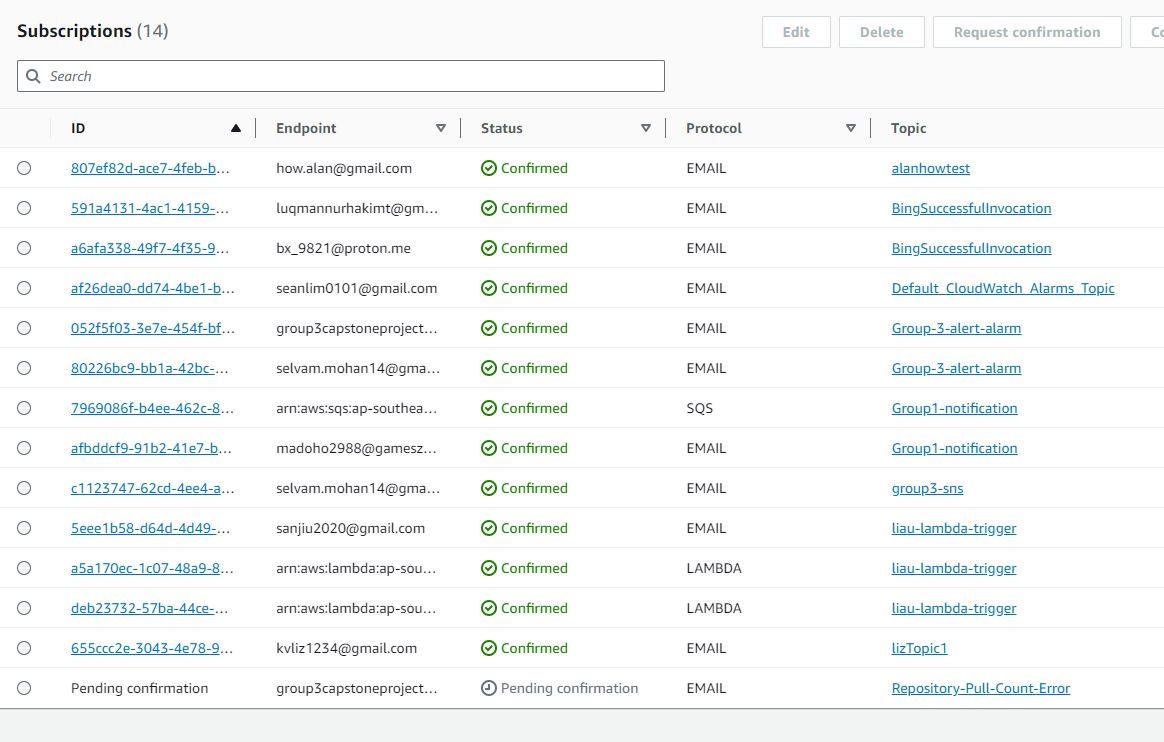 Subscriptions (14)
Edit Delete Request confirmation Co
Search
ID Endpoint Status Protocol Topic
807ef82d-ace7-4feb-b... how.alan@gmail.com Confirmed EMAIL alanhowtest
591a4131-4ac1-4159-... luqmannurhakimt@gm... Confirmed EMAIL BingSuccessfulInvocation
a6afa338-49f7-4f35-9... bx_9821@proton.me Confirmed EMAIL BingSuccessfulInvocation
af26dea0-dd74-4be1-b... seanlim0101@gmail.com Confirmed EMAIL Default_CloudWatch_Alarms_Topic
052f5f03-3e7e-454f-bf... group3capstoneproject... Confirmed EMAIL Group-3-alert-alarm
80226bc9-bb1a-42bc-... selvam.mohan14@gma... Confirmed EMAIL Group-3-alert-alarm
7969086f-b4ee-462c-8... arn:aws:sqs:ap-southea... Confirmed SQS Group1-notification
afbddcf9-91b2-41e7-b... madoho2988@gamesz... Confirmed EMAIL Group1-notification
c1123747-62cd-4ee4-a... selvam.mohan14@gma... Confirmed EMAIL group3-sns
5eee1b58-d64d-4d49-... sanjiu2020@gmail.com Confirmed EMAIL liau-lambda-trigger
a5a170ec-1c07-48a9-8... arn:aws:lambda:ap-sou... Confirmed LAMBDA liau-lambda-trigger
deb23732-57ba-44ce-... arn:aws:lambda:ap-sou... Confirmed LAMBDA liau-lambda-trigger
655ccc2e-3043-4e78-9... kvliz1234@gmail.com Confirmed EMAIL lizTopic1
Pending confirmation group3capstoneproject... Pending confirmation EMAIL Repository-Pull-Count-Error